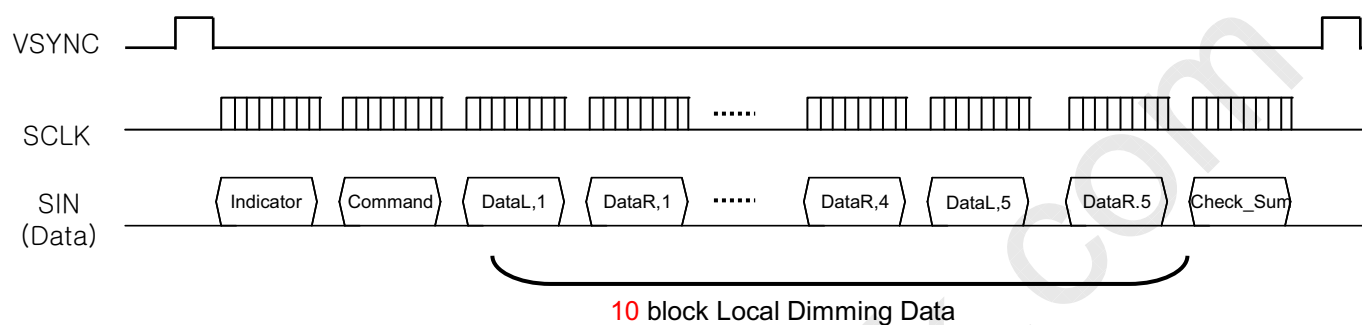 VSYNC
SCLK
SIN
(Data)
Indicator
Command
DataL,1
DataR,1
DataR,4
DataL,5
DataR.5
Check_Sum
10 block Local Dimming Data
com